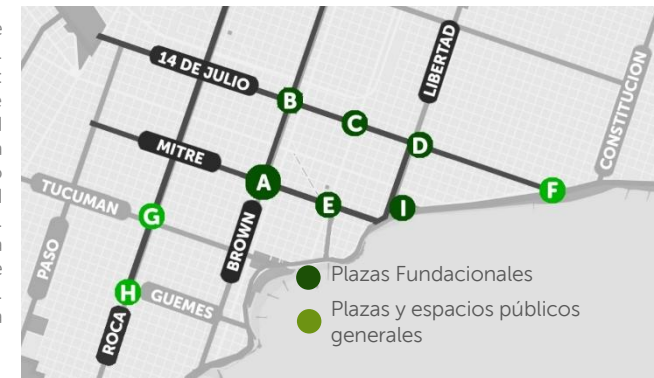 14 DE JULIO
LIBERTAD
CONSTITUCION
B
C
D
MITRE
A
E
I
F
TUCUMAN
G
BROWN
PASO
H
GUEMES
ROCA
Plazas Fundacionales
Plazas y espacios públicos
generales